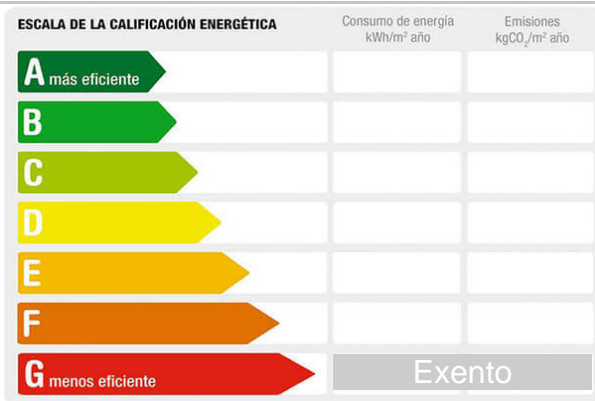 ESCALA DE LA CALIFICACIÓN ENERGÉTICA
Consumo de energía
kWh/m² año
Emisiones
kgCO₂/m² año
A más eficiente
B
C
D
E
F
G menos eficiente
Exento